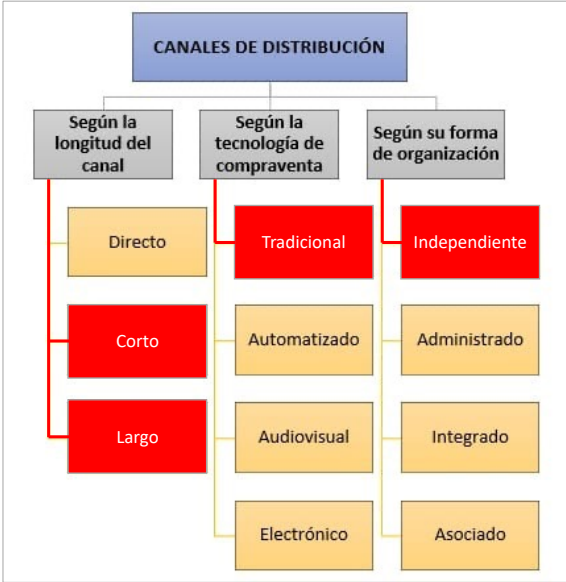 CANALES DE DISTRIBUCIÓN
Según la
longitud del
canal
Directo
Corto
Largo
Según la
tecnología de
compraventa
Tradicional
Automatizado
Audiovisual
Electrónico
Según su forma
de organización
Independiente
Administrado
Integrado
Asociado